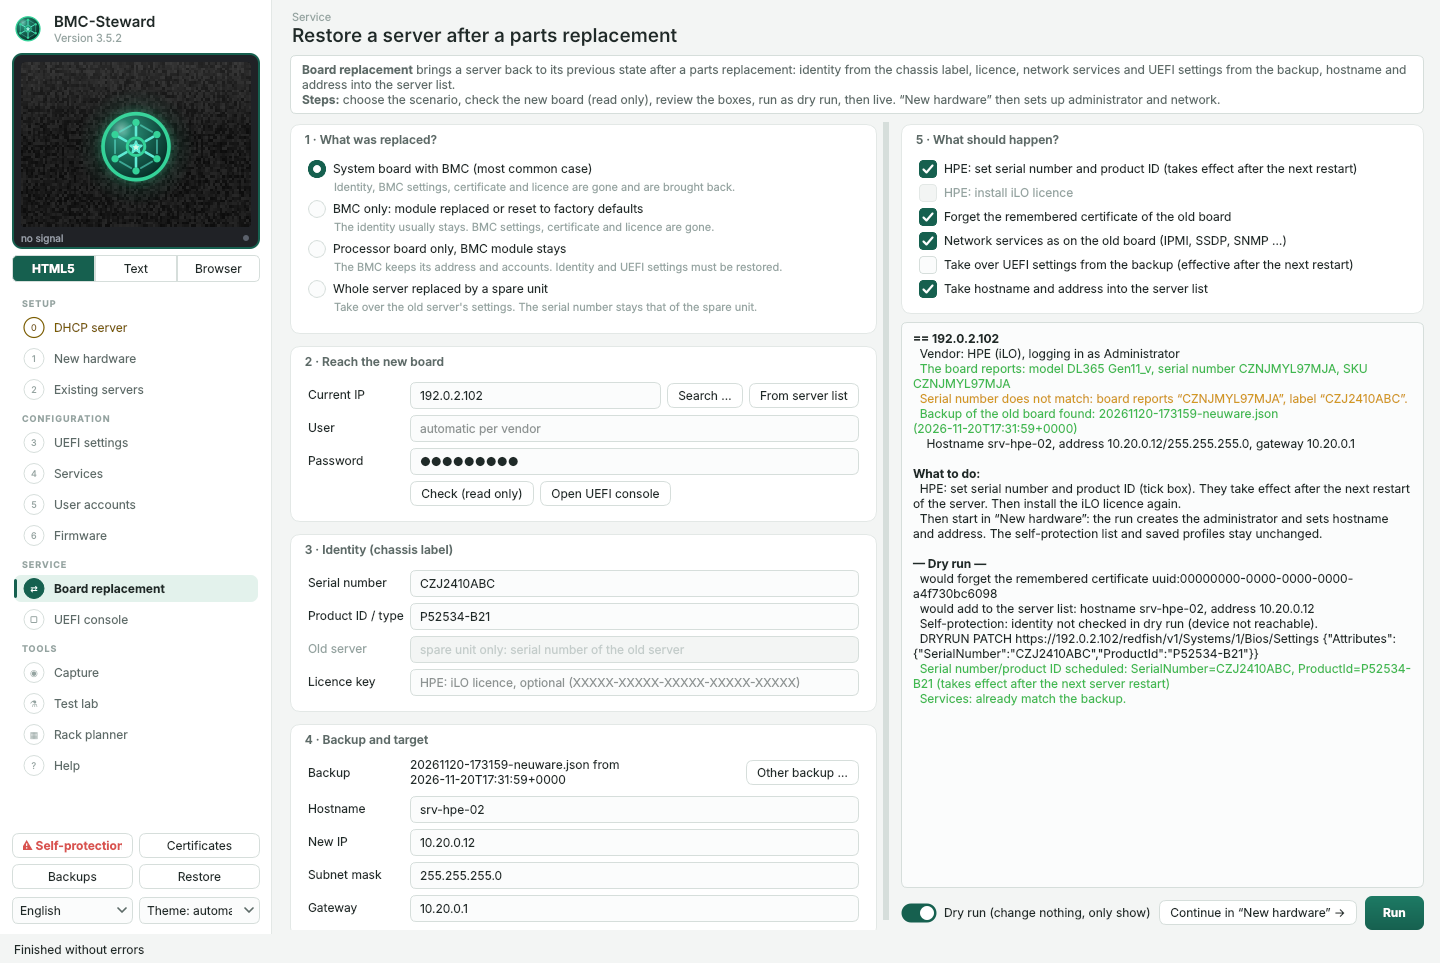 BMC-Steward
Version 3.5.2
no signal
HTML5
Text
Browser
SETUP
0
DHCP server
1
New hardware
2
Existing servers
CONFIGURATION
3
UEFI settings
4
Services
5
User accounts
6
Firmware
SERVICE
Board replacement
UEFI console
TOOLS
Capture
Test lab
Rack planner
?
Help
Self-protection
Certificates
Backups
Restore
English
Theme: automa
Finished without errors
Service
Restore a server after a parts replacement
Board replacement brings a server back to its previous state after a parts replacement: identity from the chassis label, licence, network services and UEFI settings from the backup, hostname and
address into the server list.
Steps: choose the scenario, check the new board (read only), review the boxes, run as dry run, then live. “New hardware” then sets up administrator and network.
1 · What was replaced?
System board with BMC (most common case)
Identity, BMC settings, certificate and licence are gone and are brought back.
BMC only: module replaced or reset to factory defaults
The identity usually stays. BMC settings, certificate and licence are gone.
Processor board only, BMC module stays
The BMC keeps its address and accounts. Identity and UEFI settings must be restored.
Whole server replaced by a spare unit
Take over the old server's settings. The serial number stays that of the spare unit.
2 · Reach the new board
Current IP
192.0.2.102
Search ...
From server list
User
automatic per vendor
Password
●●●●●●●●●
Check (read only)
Open UEFI console
3 · Identity (chassis label)
Serial number
CZJ2410ABC
Product ID / type
P52534-B21
Old server
spare unit only: serial number of the old server
Licence key
HPE: iLO licence, optional (XXXXX-XXXXX-XXXXX-XXXXX-XXXXX)
4 · Backup and target
Backup
20261120-173159-neuware.json from
2026-11-20T17:31:59+0000
Other backup ...
Hostname
srv-hpe-02
New IP
10.20.0.12
Subnet mask
255.255.255.0
Gateway
10.20.0.1
5 · What should happen?
HPE: set serial number and product ID (takes effect after the next restart)
HPE: install iLO licence
Forget the remembered certificate of the old board
Network services as on the old board (IPMI, SSDP, SNMP ...)
Take over UEFI settings from the backup (effective after the next restart)
Take hostname and address into the server list
== 192.0.2.102
Vendor: HPE (iLO), logging in as Administrator
The board reports: model DL365 Gen11_v, serial number CZNJMYL97MJA, SKU
CZNJMYL97MJA
Serial number does not match: board reports “CZNJMYL97MJA”, label “CZJ2410ABC”.
Backup of the old board found: 20261120-173159-neuware.json
(2026-11-20T17:31:59+0000)
Hostname srv-hpe-02, address 10.20.0.12/255.255.255.0, gateway 10.20.0.1
What to do:
HPE: set serial number and product ID (tick box). They take effect after the next restart
of the server. Then install the iLO licence again.
Then start in “New hardware”: the run creates the administrator and sets hostname
and address. The self-protection list and saved profiles stay unchanged.
— Dry run —
would forget the remembered certificate uuid:00000000-0000-0000-0000-
a4f730bc6098
would add to the server list: hostname srv-hpe-02, address 10.20.0.12
Self-protection: identity not checked in dry run (device not reachable).
DRYRUN PATCH https://192.0.2.102/redfish/v1/Systems/1/Bios/Settings {"Attributes":
{"SerialNumber":"CZJ2410ABC","ProductId":"P52534-B21"}}
Serial number/product ID scheduled: SerialNumber=CZJ2410ABC, ProductId=P52534-
B21 (takes effect after the next server restart)
Services: already match the backup.
Dry run (change nothing, only show)
Continue in “New hardware” →
Run